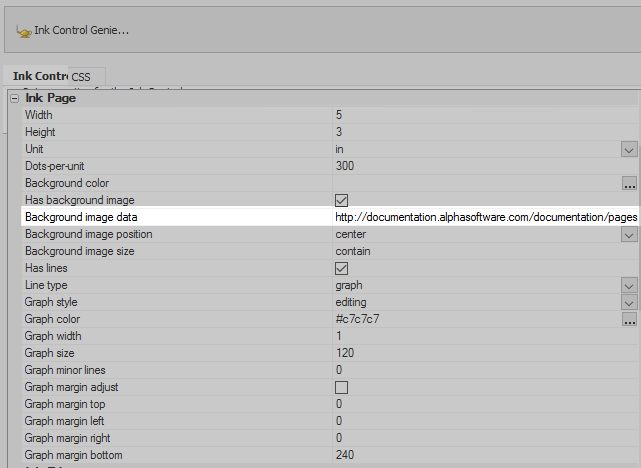 Ink Control Genie...
Ink Contro CSS
Ink Page
Width 5
Height 3
Unit in
Dots-per-unit 300
Background color ...
Has background image
Background image data http://documentation.alphasoftware.com/documentation/pages
Background image position center
Background image size contain
Has lines
Line type graph
Graph style editing
Graph color #c7c7c7 ...
Graph width 1
Graph size 120
Graph minor lines 0
Graph margin adjust
Graph margin top 0
Graph margin left 0
Graph margin right 0
Graph margin bottom 240